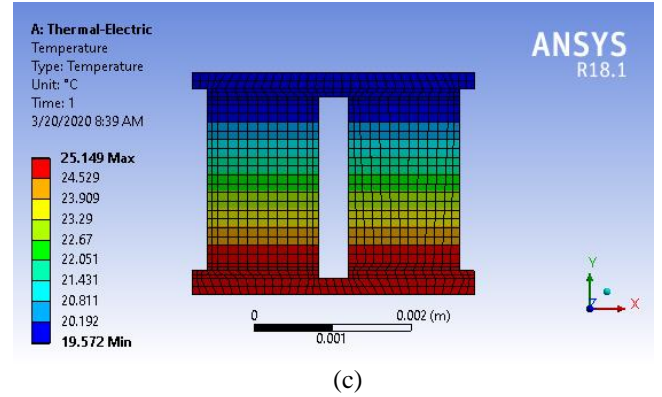 A: Thermal-Electric
Temperature
Type: Temperature
Unit: °C
Time: 1
3/20/2020 8:39 AM
25.149 Max
24.529
23.909
23.29
22.67
22.051
21.431
20.811
20.192
19.572 Min
ANSYS
R18.1
0
0.002 (m)
0.001
Y
Z
X
(c)